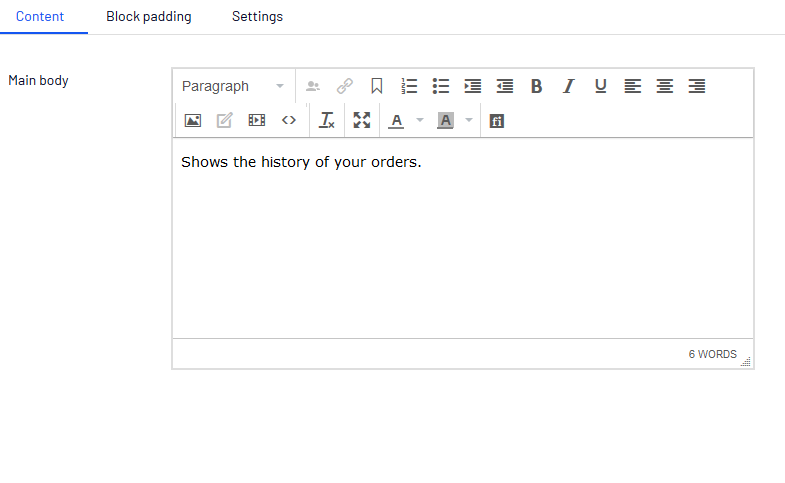 Content Block padding Settings
Main body
Paragraph
Shows the history of your orders.
6 WORDS